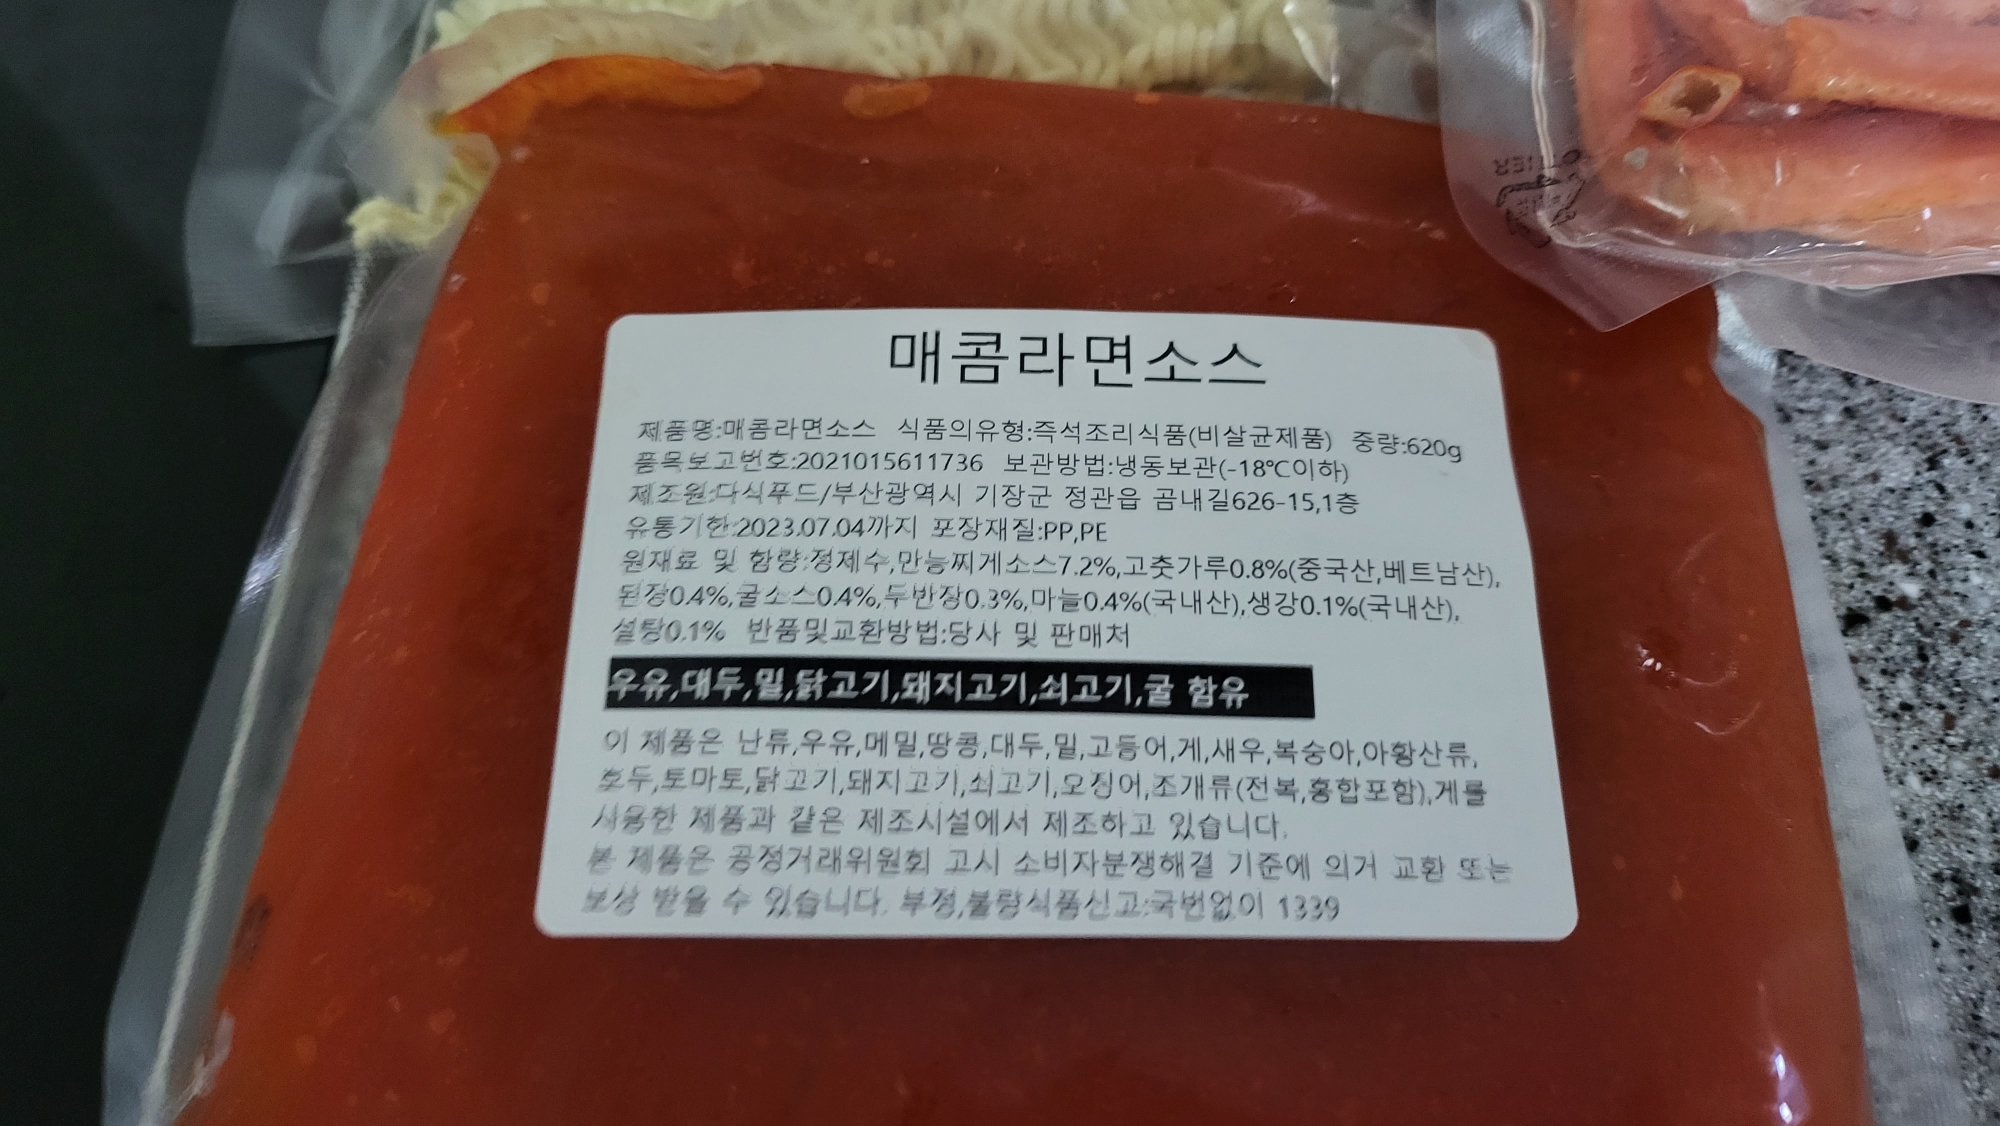 매콤라면소스
제품명:매콤라면소스 식품의유형:즉석조리식품(비살균제품) 중량:620g
품목보고번호:2021015611736 보관방법:냉동보관(-18℃이하)
제조원:다식푸드/부산광역시 기장군 정관읍 곰내길626-15,1층
유통기한:2023.07.04까지 포장재질:PP,PE
원재료 및 함량:정제수,만능찌게소스7.2%,고춧가루0.8%(중국산,베트남산),
된장0.4%,굴소스0.4%,두반장0.3%,마늘0.4%(국내산),생강0.1%(국내산),
설탕0.1% 반품및교환방법:당사 및 판매처
우유,대두,밀,닭고기,돼지고기,쇠고기,굴 함유
이 제품은 난류,우유,메밀,땅콩,대두,밀,고등어,게,새우,복숭아,아황산류,
호두,토마토,닭고기,돼지고기,쇠고기,오징어,조개류(전복,홍합포함),게를
사용한 제품과 같은 제조시설에서 제조하고 있습니다.
본 제품은 공정거래위원회 고시 소비자분쟁해결 기준에 의거 교환 또는
보상 받을 수 있습니다. 부정,불량식품신고:국번없이 1339